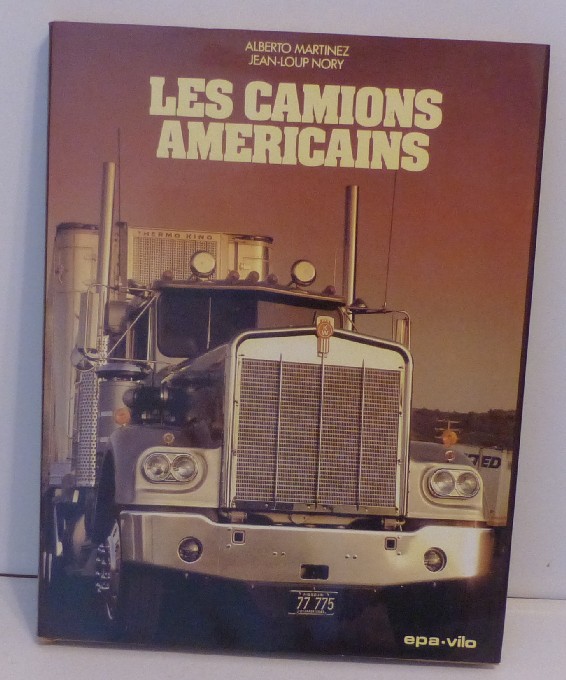 ALBERTO MARTINEZ
JEAN-LOUP NORY
LES CAMIONS
AMERICAINS
THERMO KING
77 775
epa·vilo